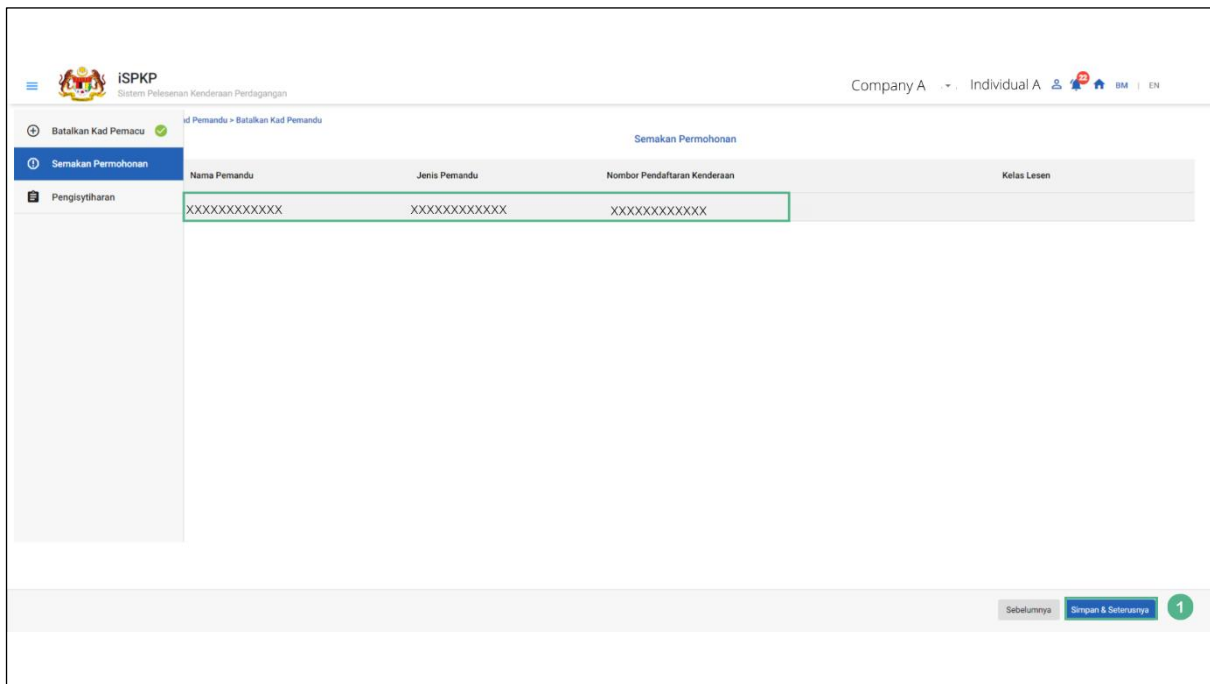 iSPKP
Sistem Pelesenan Kenderaan Perdagangan
Company A Individual A 22 BM | EN
Batalkan Kad Pemacu
Semakan Permohonan
Pengisytiharan
Pemandu > Batalkan Kad Pemandu
Semakan Permohonan
Nama Pemandu Jenis Pemandu Nombor Pendaftaran Kenderaan Kelas Lesen
XXXXXXXXXXXX XXXXXXXXXXXX XXXXXXXXXXXX
Sebelumnya Simpan & Seterusnya 1